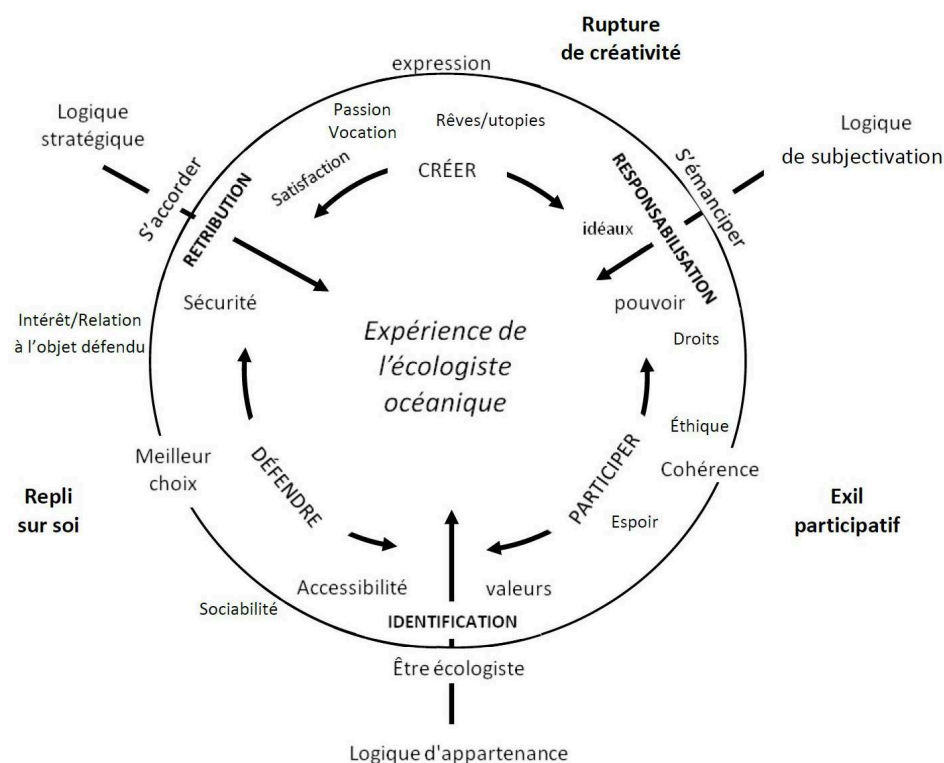 Rupture
de créativité
expression
Logique
stratégique
Passion
Vocation
Rêves/utopies
Logique
de subjectivation
S'accorder
RETRIBUTION
Satisfaction
CRÉER
idéaux
RESPONSABILISATION
S'émanciper
Sécurité
pouvoir
Intérêt/Relation
à l'objet défendu
Expérience de
l'écologiste
océanique
Droits
Éthique
Meilleur
choix
DÉFENDRE
PARTICIPER
Cohérence
Repli
sur soi
Espoir
Exil
participatif
Accessibilité
valeurs
Sociabilité
IDENTIFICATION
Être écologiste
Logique d'appartenance